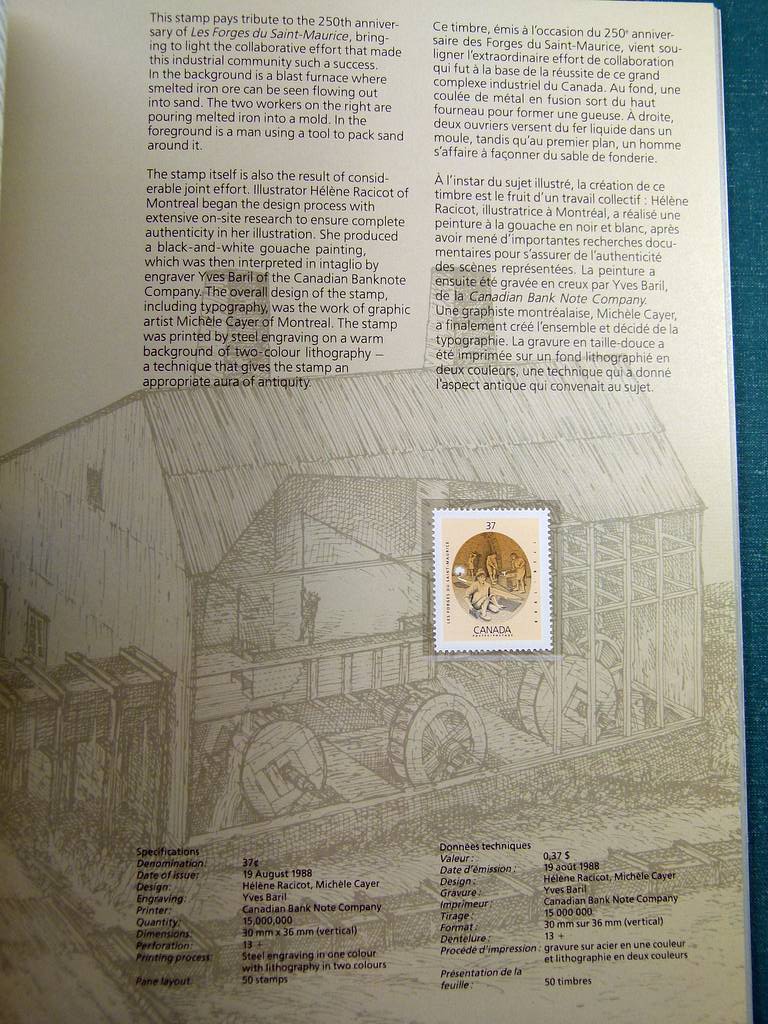 This stamp pays tribute to the 250th anniver-
sary of Les Forges du Saint-Maurice, bring-
ing to light the collaborative effort that made
this industrial community such a success.
In the background is a blast furnace where
smelted iron ore can be seen flowing out
into sand. The two workers on the right are
pouring melted iron into a mold. In the
foreground is a man using a tool to pack sand
around it.
The stamp itself is also the result of consid-
erable joint effort. Illustrator Hélène Racicot of
Montreal began the design process with
extensive on-site research to ensure complete
authenticity in her illustration. She produced
a black-and-white gouache painting,
which was then interpreted in intaglio by
engraver Yves Baril of the Canadian Banknote
Company. The overall design of the stamp,
including typography, was the work of graphic
artist Michèle Cayer of Montreal. The stamp
was printed by steel engraving on a warm
background of two-colour lithography —
a technique that gives the stamp an
appropriate aura of antiquity.
Ce timbre, émis à l'occasion du 250e anniver-
saire des Forges du Saint-Maurice, vient sou-
ligner l'extraordinaire effort de collaboration
qui fut à la base de la réussite de ce grand
complexe industriel du Canada. Au fond, une
coulée de métal en fusion sort du haut
fourneau pour former une gueuse. À droite,
deux ouvriers versent du fer liquide dans un
moule, tandis qu'au premier plan, un homme
s'affaire à façonner du sable de fonderie.
À l'instar du sujet illustré, la création de ce
timbre est le fruit d'un travail collectif : Hélène
Racicot, illustratrice à Montréal, a réalisé une
peinture à la gouache en noir et blanc, après
avoir mené d'importantes recherches docu-
mentaires pour s'assurer de l'authenticité
des scènes représentées. La peinture a
ensuite été gravée en creux par Yves Baril,
de la Canadian Bank Note Company.
Une graphiste montréalaise, Michèle Cayer,
a finalement créé l'ensemble et décidé de la
typographie. La gravure en taille-douce a
été imprimée sur un fond lithographié en
deux couleurs, une technique qui a donné
l'aspect antique qui convenait au sujet.
37
LES FORGES DU SAINT-MAURICE
CANADA
Specifications
Denomination: 37¢
Date of issue: 19 August 1988
Design: Hélène Racicot, Michèle Cayer
Engraving: Yves Baril
Printer: Canadian Bank Note Company
Quantity: 15,000,000
Dimensions: 30 mm x 36 mm (vertical)
Perforation: 13 +
Printing process: Steel engraving in one colour
with lithography in two colours
Pane layout: 50 stamps
Données techniques
Valeur : 0,37 $
Date d'émission : 19 août 1988
Design : Hélène Racicot, Michèle Cayer
Gravure : Yves Baril
Imprimeur : Canadian Bank Note Company
Tirage : 15 000 000
Format : 30 mm sur 36 mm (vertical)
Dentelure : 13 +
Procédé d'impression : gravure sur acier en une couleur
et lithographie en deux couleurs
Présentation de la
feuille : 50 timbres